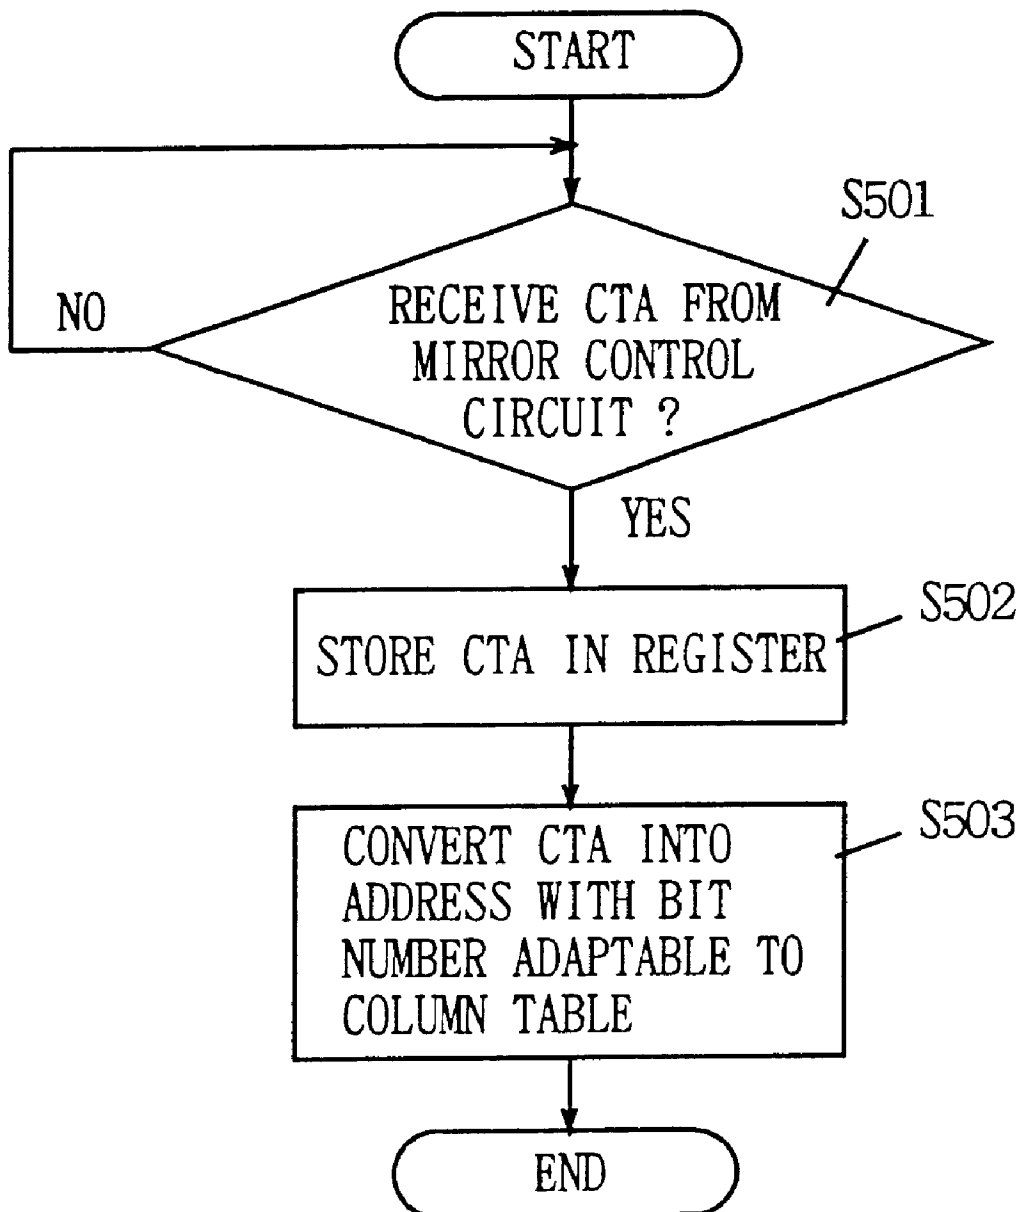 START
S501
RECEIVE CTA FROM
MIRROR CONTROL
CIRCUIT ?
NO
YES
S502
STORE CTA IN REGISTER
S503
CONVERT CTA INTO
ADDRESS WITH BIT
NUMBER ADAPTABLE TO
COLUMN TABLE
END